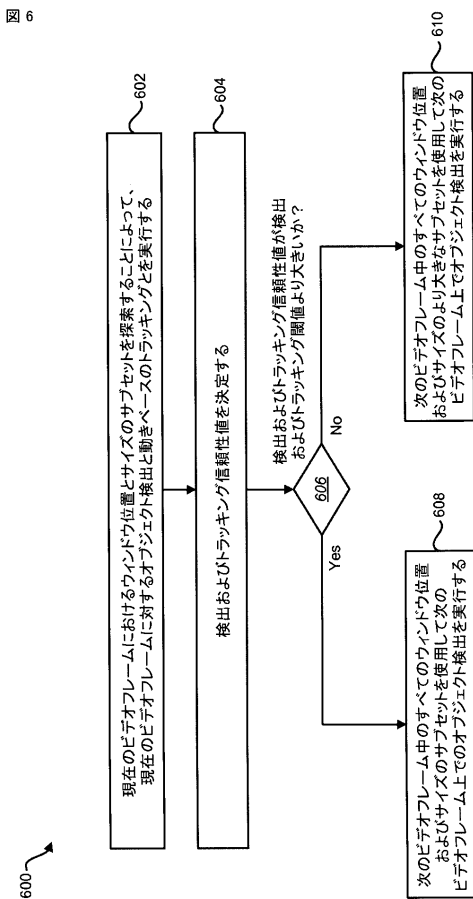 図 6
600
602
現在のビデオフレームにおけるウィンドウ位置とサイズのサブセットを探索することによって、
現在のビデオフレームに対するオブジェクト検出と動きベースのトラッキングとを実行する
604
検出およびトラッキング信頼性値を決定する
606
検出およびトラッキング信頼性値が検出
およびトラッキング閾値より大きいか?
Yes
No
608
次のビデオフレーム中のすべてのウィンドウ位置
およびサイズのサブセットを使用して次の
ビデオフレーム上でのオブジェクト検出を実行する
610
次のビデオフレーム中のすべてのウィンドウ位置
およびサイズのより大きなサブセットを使用して次の
ビデオフレーム上でオブジェクト検出を実行する